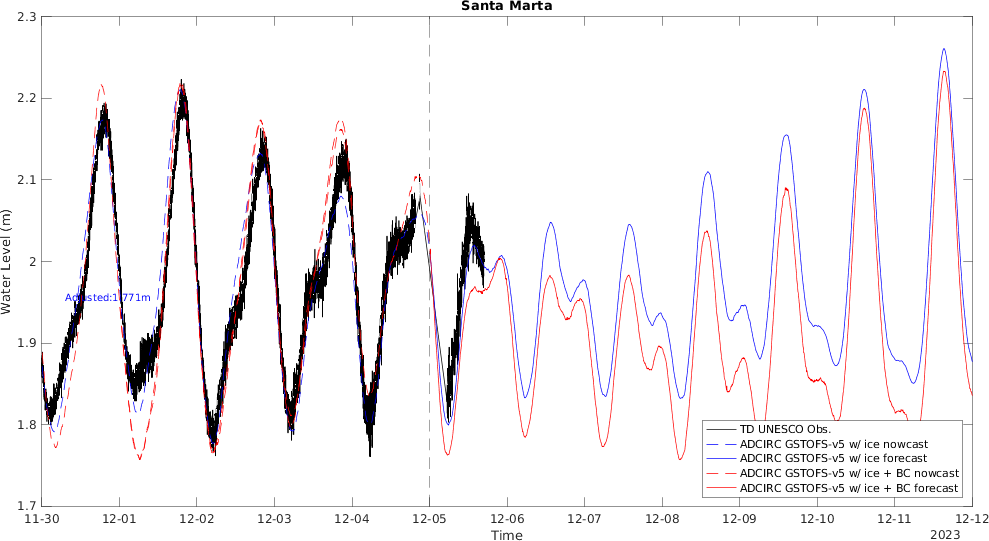 Santa Marta
2.3
2.2
2.1
2
1.9
1.8
1.7
Water Level (m)
Adjusted:1.771m
TD UNESCO Obs.
ADCIRC GSTOFS-v5 w/ ice nowcast
ADCIRC GSTOFS-v5 w/ ice forecast
ADCIRC GSTOFS-v5 w/ ice + BC nowcast
ADCIRC GSTOFS-v5 w/ ice + BC forecast
11-30 12-01 12-02 12-03 12-04 12-05 12-06 12-07 12-08 12-09 12-10 12-11 12-12
Time
2023